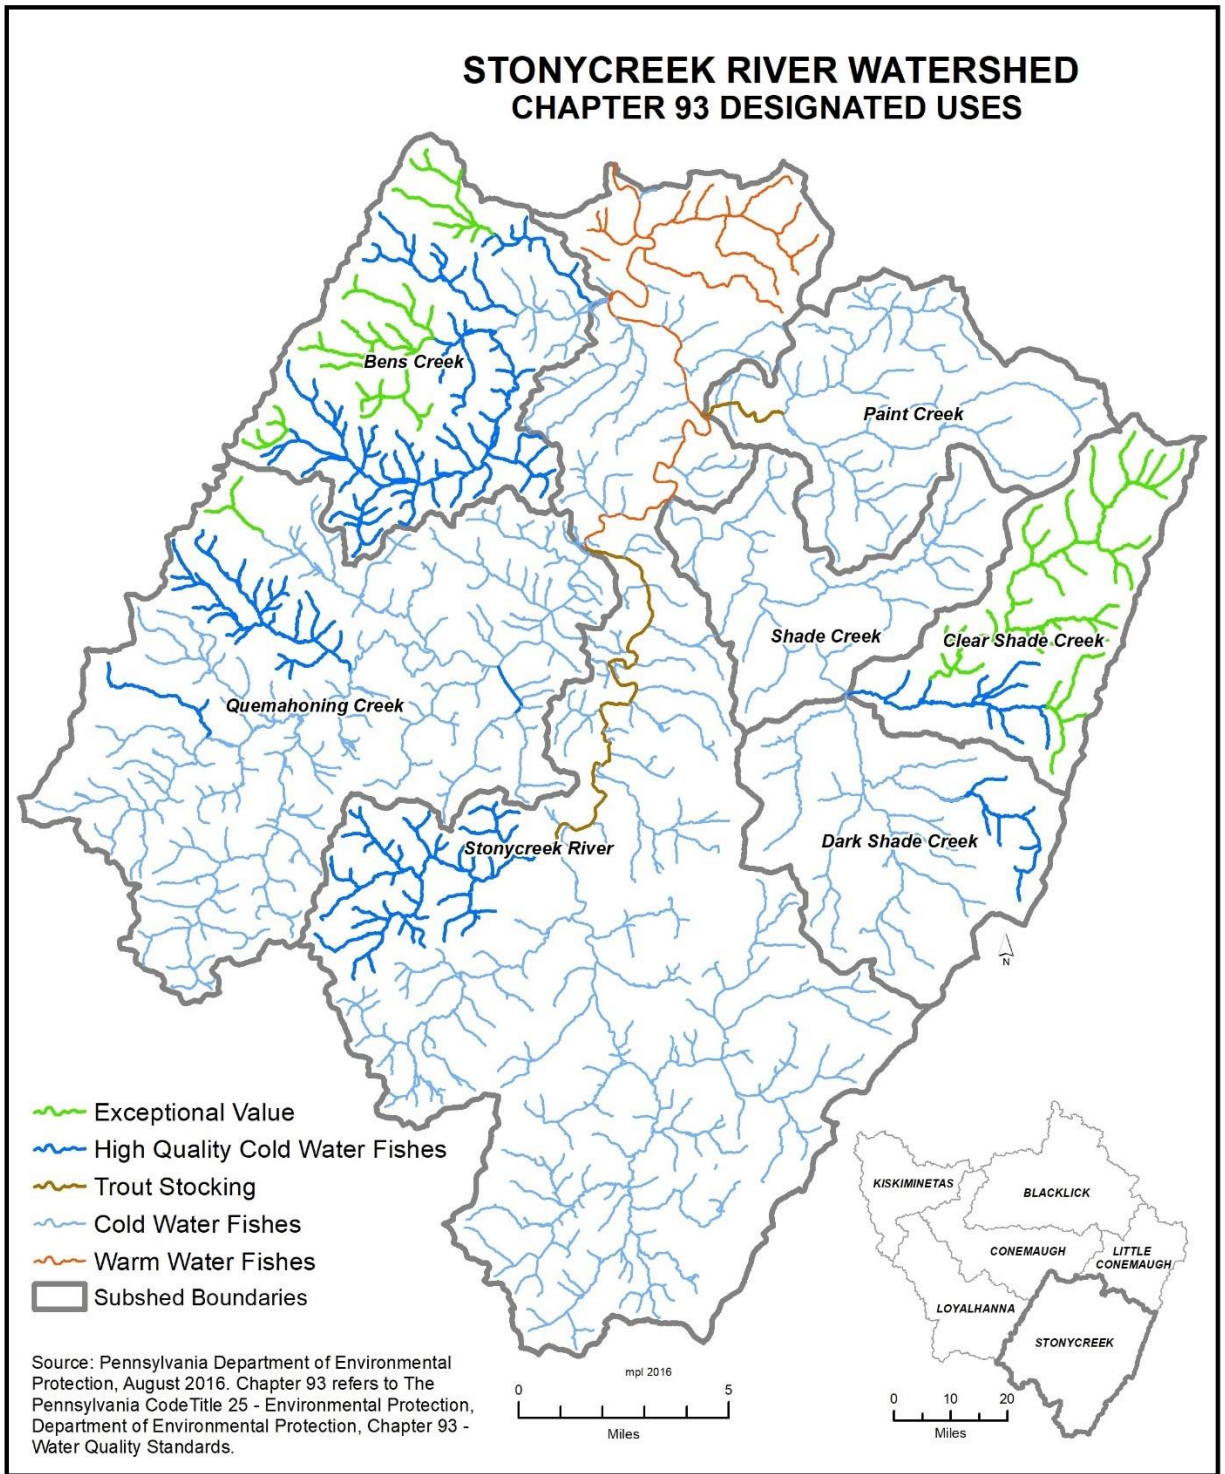 STONYCREEK RIVER WATERSHED
CHAPTER 93 DESIGNATED USES
Bens Creek
Paint Creek
Shade Creek
Clear Shade Creek
Quemahoning Creek
Dark Shade Creek
Stonycreek River
N
Exceptional Value
High Quality Cold Water Fishes
Trout Stocking
Cold Water Fishes
Warm Water Fishes
Subshed Boundaries
Source: Pennsylvania Department of Environmental
Protection, August 2016. Chapter 93 refers to The
Pennsylvania CodeTitle 25 - Environmental Protection,
Department of Environmental Protection, Chapter 93 -
Water Quality Standards.
mpl 2016
0 5
Miles
KISKIMINETAS
BLACKLICK
CONEMAUGH
LITTLE
CONEMAUGH
LOYALHANNA
STONYCREEK
0 10 20
Miles